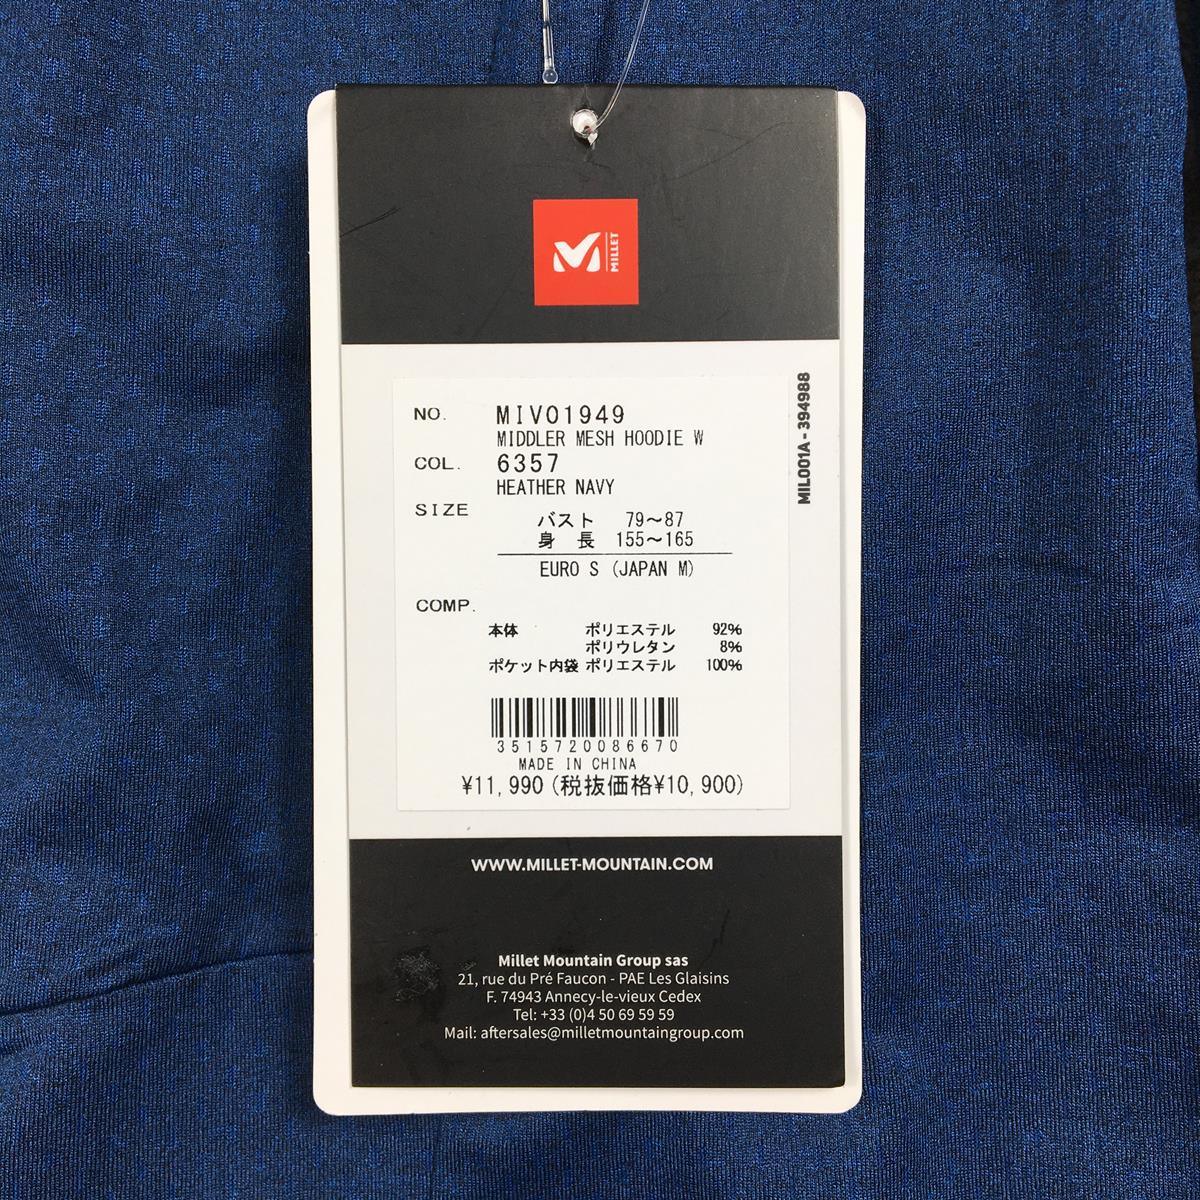 MILLET
NO. MIV01949
MIDDLER MESH HOODIE W
COL. 6357
HEATHER NAVY
SIZE バスト 79〜87
身 長 155〜165
EURO S (JAPAN M)
COMP.
本体 ポリエステル 92%
ポリウレタン 8%
ポケット内袋 ポリエステル 100%
3515720086670
MADE IN CHINA
¥11,990(税抜価格¥10,900)
MIL001A - 394988
WWW.MILLET-MOUNTAIN.COM
Millet Mountain Group sas
21, rue du Pré Faucon - PAE Les Glaisins
F. 74943 Annecy-le-vieux Cedex
Tel: +33 (0)4 50 69 59 59
Mail: aftersales@milletmountaingroup.com